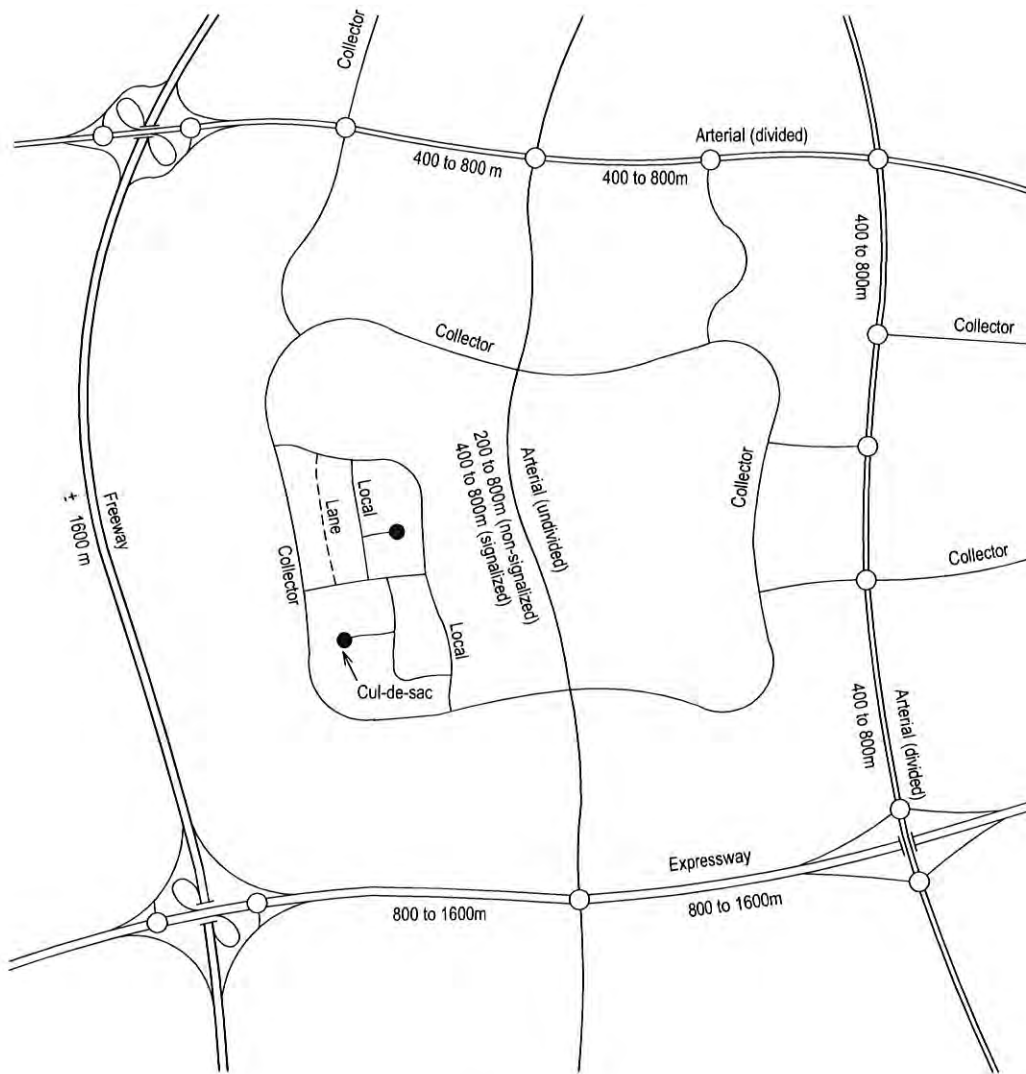 Collector
Arterial (divided)
400 to 800 m
400 to 800m
400 to 800m
Collector
Collector
200 to 800m (non-signalized)
400 to 800m (signalized)
Arterial (undivided)
Collector
Freeway
± 1600 m
Lane
Local
Collector
Collector
Local
Cul-de-sac
400 to 800m
Arterial (divided)
Expressway
800 to 1600m
800 to 1600m